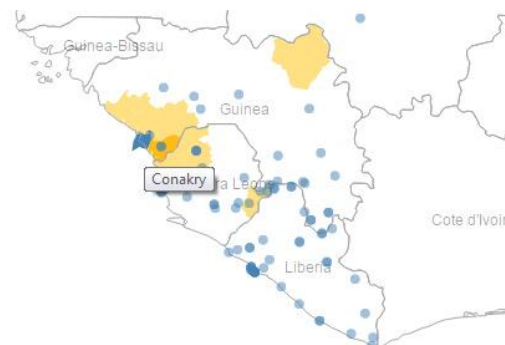 Guinea-Bissau
Guinea
Conakry
ra Leone
Liberia
Cote d'Ivoir